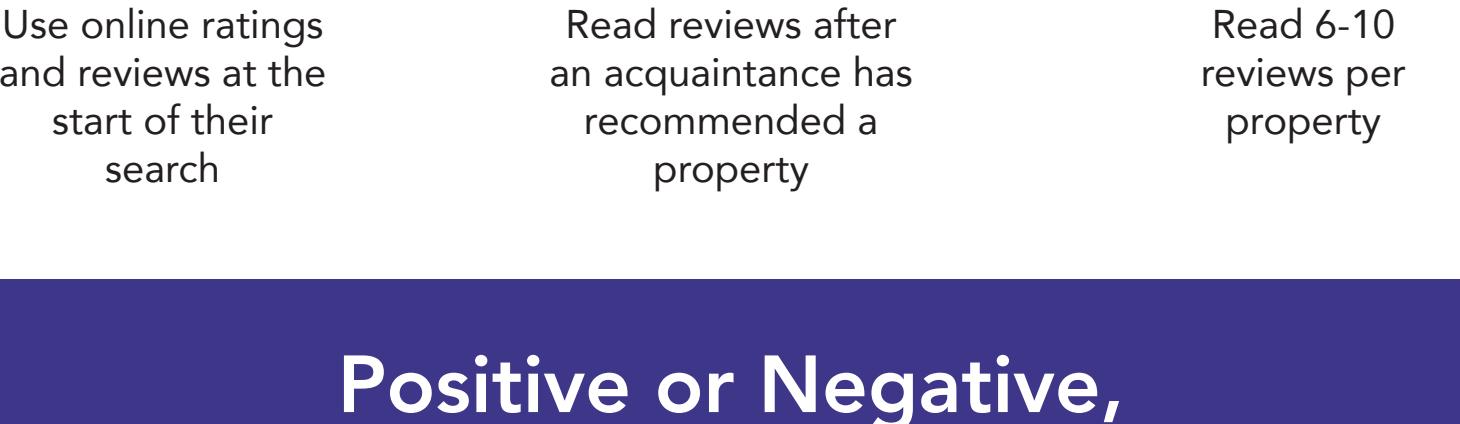 Use online ratings
and reviews at the
start of their
search
Read reviews after
an acquaintance has
recommended a
property
Read 6-10
reviews per
property
Positive or Negative,